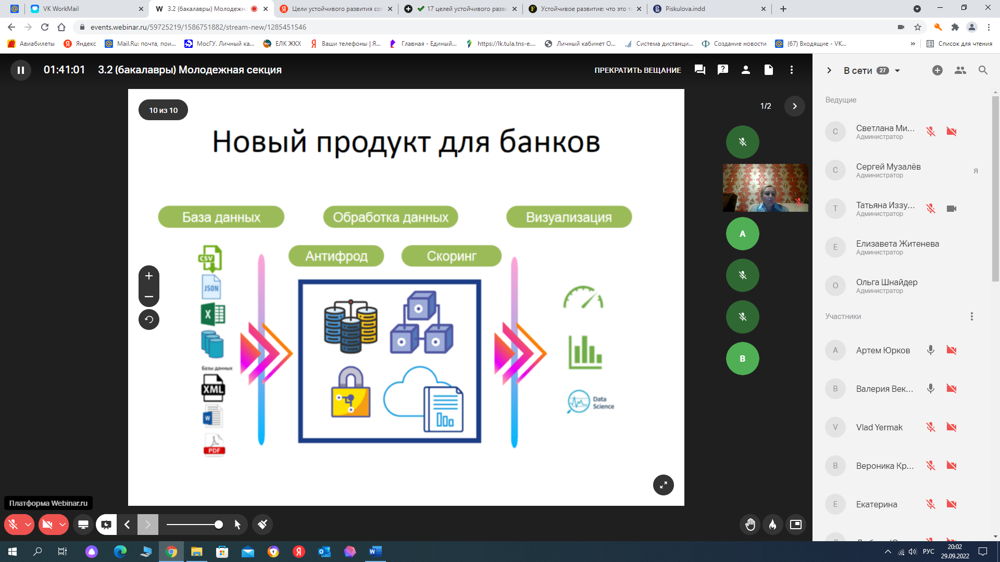 VK WorkMail
3.2 (бакалавры) Молодежна
Цели устойчивого развития сог
17 целей устойчивого разви
Устойчивое развитие: что это та
Piskulova.indd
events.webinar.ru/59725219/1586751882/stream-new/1285451546
Авиабилеты
Яндекс
Mail.Ru: почта, пои...
МосГУ. Личный ка...
ЕЛК ЖКХ
Ваши телефоны | Я...
Главная - Единый...
https://lk.tula.tns-e....
Личный кабинет О...
Система дистанци...
Создание новости
(67) Входящие - VK...
»
Список для чтения
01:41:01
3.2 (бакалавры) Молодежная секция
ПРЕКРАТИТЬ ВЕЩАНИЕ
В сети 27
10 из 10
1/2
Новый продукт для банков
База данных
Обработка данных
Визуализация
Антифрод
Скоринг
CSV
JSON
X
Базы данных
XML
W
PDF
Data
Science
A
B
Ведущие
С
Светлана Ми...
Администратор
С
Сергей Музалёв
Администратор
я
Т
Татьяна Иззу...
Администратор
Е
Елизавета Житенева
Администратор
О
Ольга Шнайдер
Администратор
Участники
А
Артем Юрков
В
Валерия Век...
V
Vlad Yermak
В
Вероника Кр...
Е
Екатерина
Платформа Webinar.ru
РУС
20:02
29.09.2022